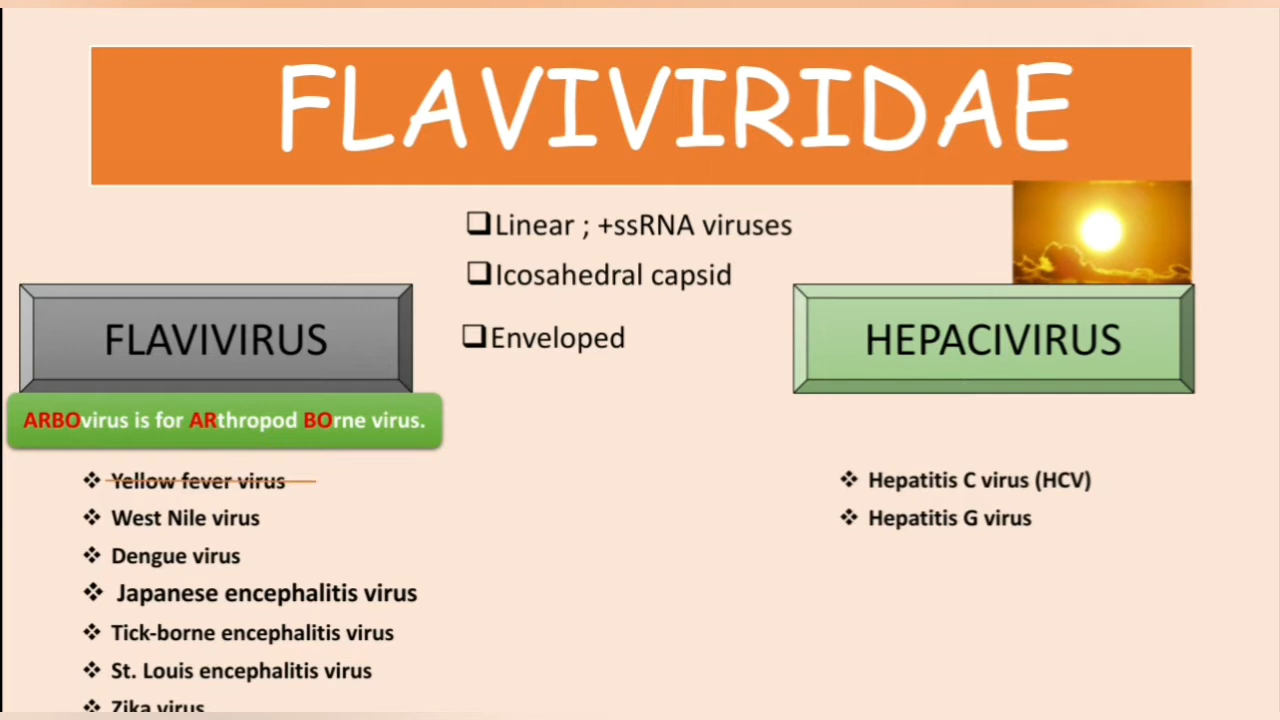 FLAVIVIRIDAE
Linear ; +ssRNA viruses
Icosahedral capsid
Enveloped
FLAVIVIRUS
HEPACIVIRUS
ARBOvirus is for ARthropod BOrne virus.
Yellow fever virus
West Nile virus
Dengue virus
Japanese encephalitis virus
Tick-borne encephalitis virus
St. Louis encephalitis virus
Zika virus
Hepatitis C virus (HCV)
Hepatitis G virus